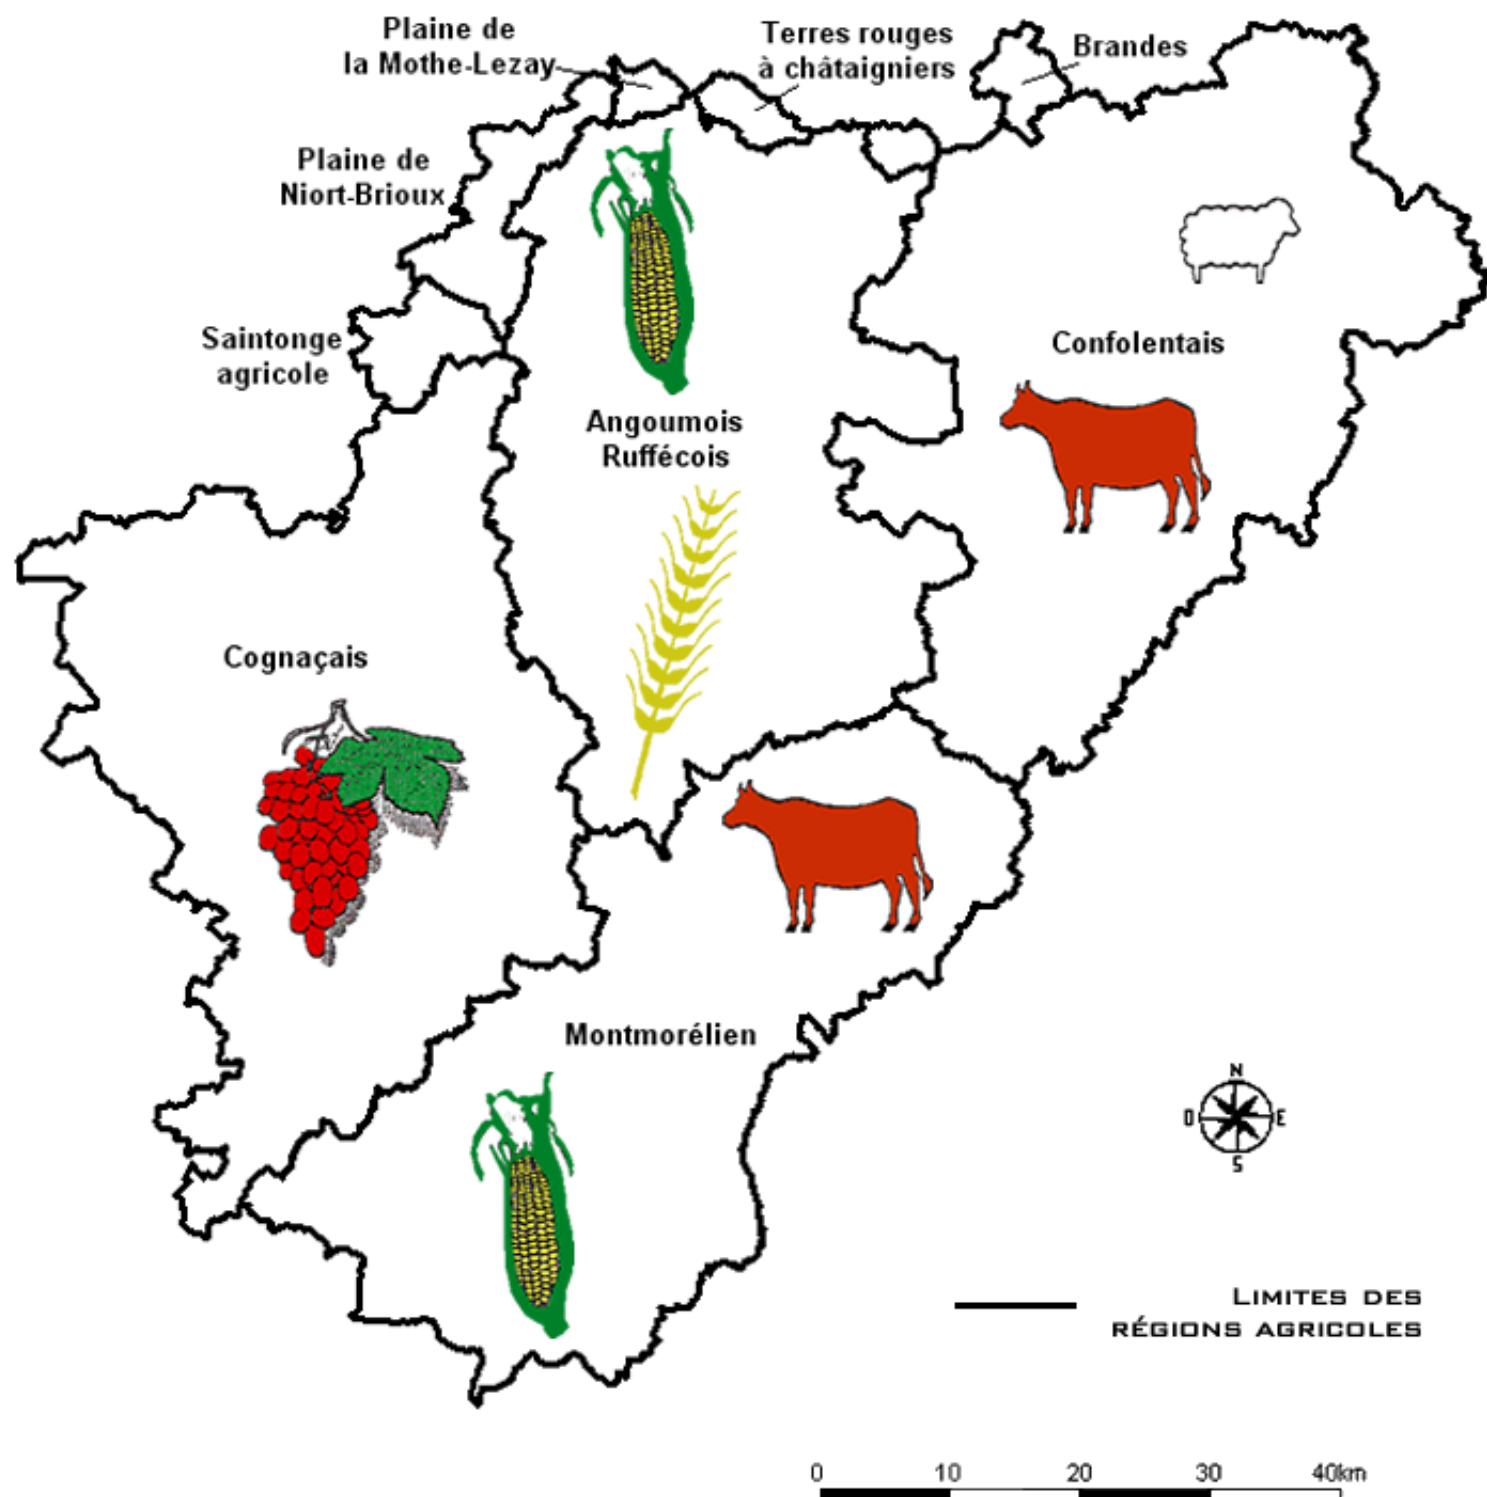 Plaine de
la Mothe-Lezay
Terres rouges
à châtaigniers
Brandes
Plaine de
Niort-Brioux
Saintonge
agricole
Confolentais
Angoumois
Ruffécois
Cognaçais
Montmorélien
N
O E
S
LIMITES DES
RÉGIONS AGRICOLES
0 10 20 30 40km